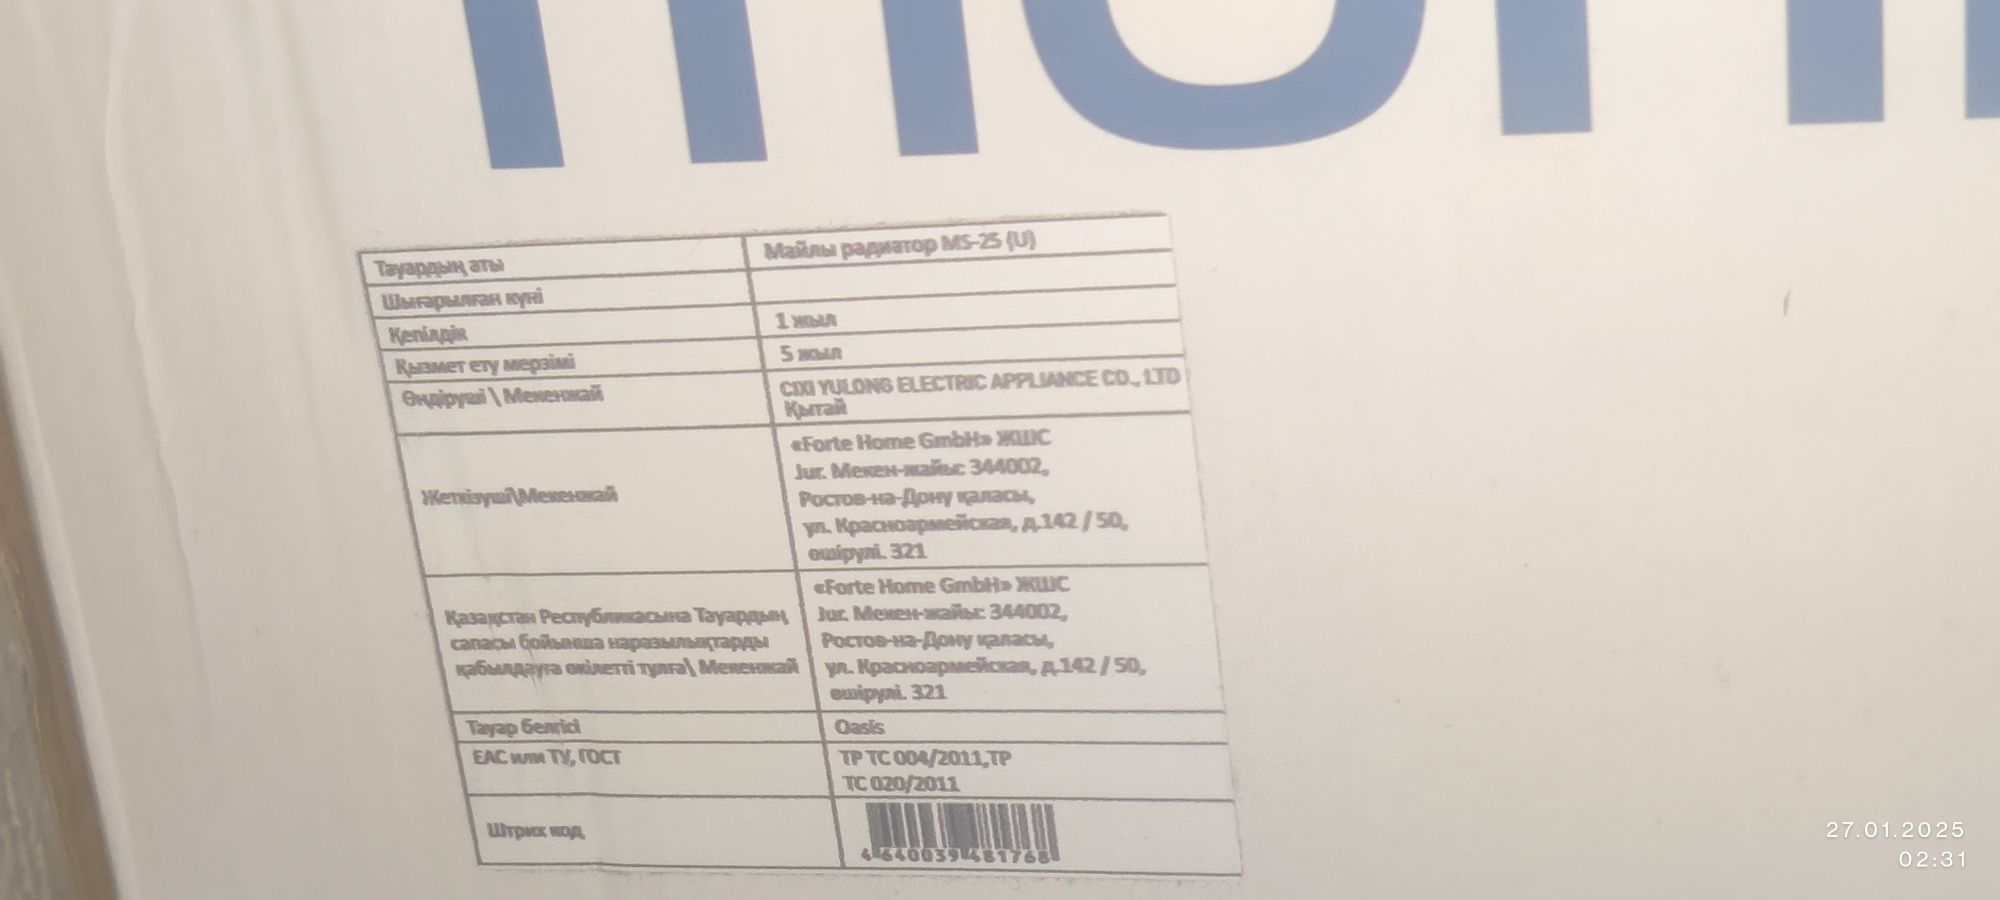 Тауардың аты
Майлы радиатор MS-25 (U)
Шығарылған күні
Кепілдік
1 жыл
Қызмет ету мерзімі
5 жыл
Өндіруші \ Мекенжай
CIXI YULONG ELECTRIC APPLIANCE CO., LTD
Қытай
Жеткізуші\Мекенжай
«Forte Home GmbH» ЖШС
Jur. Мекен-жайы: 344002,
Ростов-на-Дону қаласы,
ул. Красноармейская, д.142 / 50,
өшірулі. 321
Қазақстан Республикасына Тауардың
сапасы бойынша наразылықтарды
қабылдауға өкілетті тұлға\ Мекенжай
«Forte Home GmbH» ЖШС
Jur. Мекен-жайы: 344002,
Ростов-на-Дону қаласы,
ул. Красноармейская, д.142 / 50,
өшірулі. 321
Тауар белгісі
Oasis
ЕАС или ТУ, ГОСТ
ТР ТС 004/2011,ТР
ТС 020/2011
Штрих код
4 640039 481768
27.01.2025
02:31